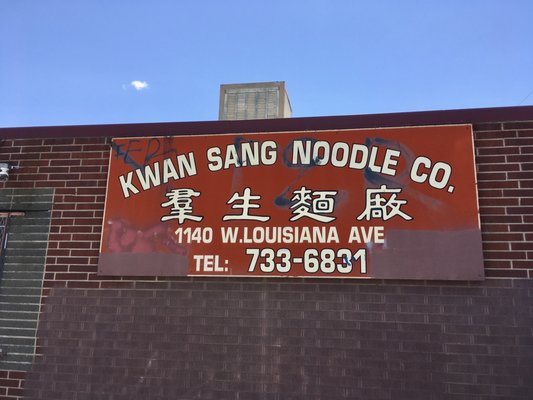 KWAN SANG NOODLE CO.
羣生麵廠
1140 W.LOUISIANA AVE
TEL: 733-6831